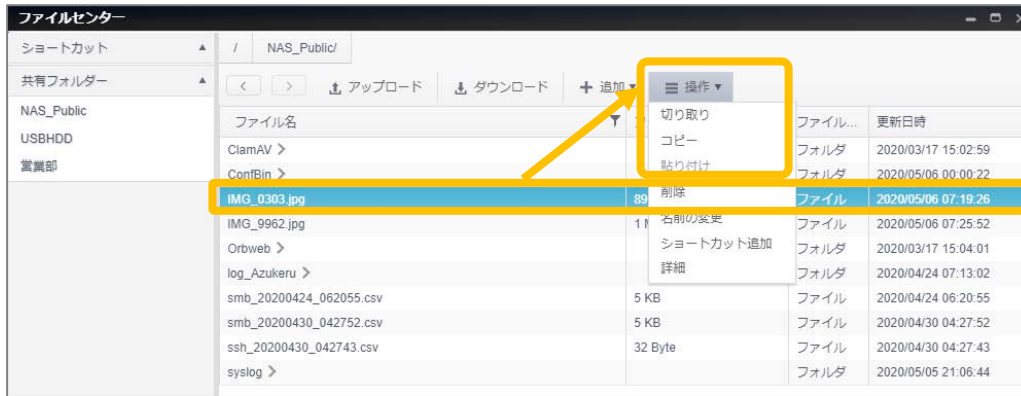 ファイルセンター
ショートカット
/ NAS_Public/
共有フォルダー
アップロード ダウンロード 追加 操作
NAS_Public
USBHDD
営業部
切り取り
コピー
貼り付け
削除
名前の変更
ショートカット追加
詳細
ファイル名 ファイル... 更新日時
ClamAV フォルダ 2020/03/17 15:02:59
ConfBin フォルダ 2020/05/06 00:00:22
IMG_0303.jpg 89 ファイル 2020/05/06 07:19:26
IMG_9962.jpg 1 ファイル 2020/05/06 07:25:52
Orbweb フォルダ 2020/03/17 15:04:01
log_Azukeru フォルダ 2020/04/24 07:13:02
smb_20200424_062055.csv 5 KB ファイル 2020/04/24 06:20:55
smb_20200430_042752.csv 5 KB ファイル 2020/04/30 04:27:52
ssh_20200430_042743.csv 32 Byte ファイル 2020/04/30 04:27:43
syslog フォルダ 2020/05/05 21:06:44